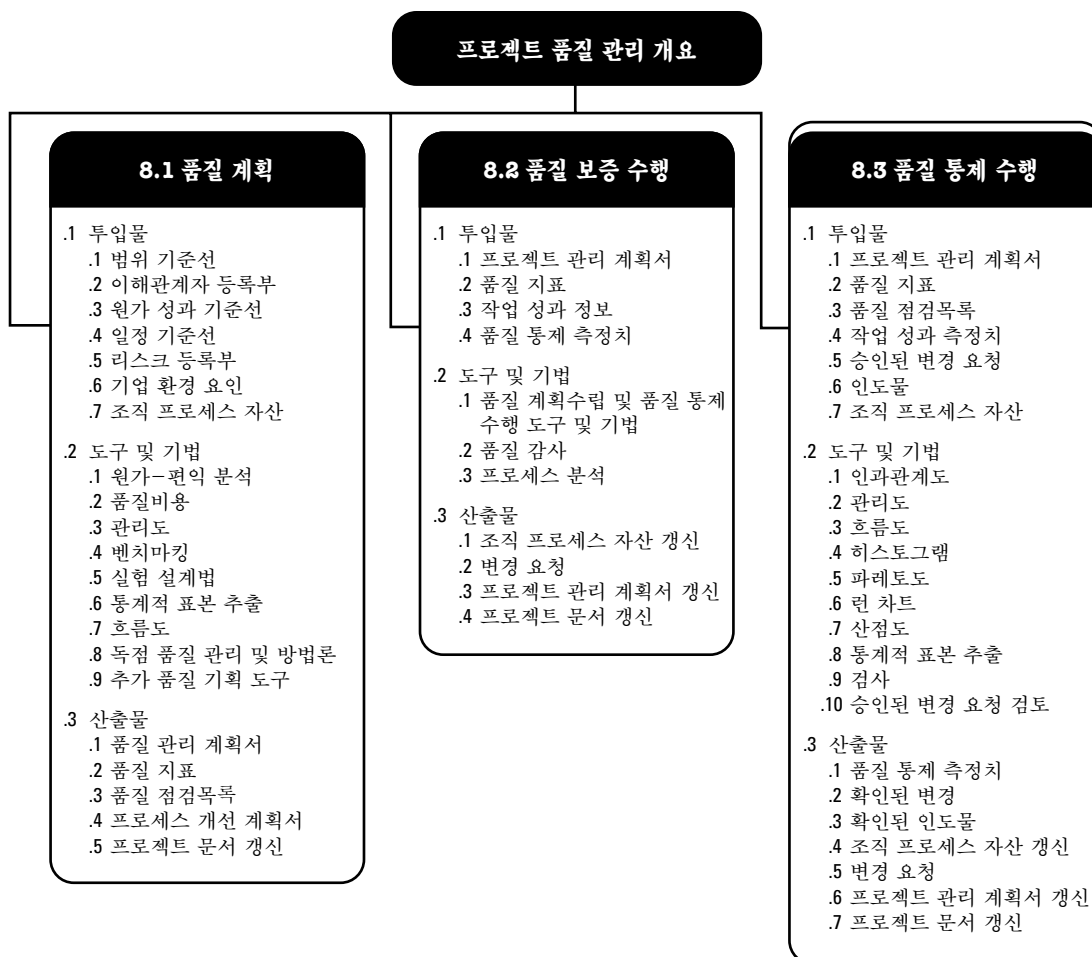 프로젝트 품질 관리 개요
8.1 품질 계획
.1 투입물
.1 범위 기준선
.2 이해관계자 등록부
.3 원가 성과 기준선
.4 일정 기준선
.5 리스크 등록부
.6 기업 환경 요인
.7 조직 프로세스 자산
.2 도구 및 기법
.1 원가-편익 분석
.2 품질비용
.3 관리도
.4 벤치마킹
.5 실험 설계법
.6 통계적 표본 추출
.7 흐름도
.8 독점 품질 관리 및 방법론
.9 추가 품질 기획 도구
.3 산출물
.1 품질 관리 계획서
.2 품질 지표
.3 품질 점검목록
.4 프로세스 개선 계획서
.5 프로젝트 문서 갱신
8.2 품질 보증 수행
.1 투입물
.1 프로젝트 관리 계획서
.2 품질 지표
.3 작업 성과 정보
.4 품질 통제 측정치
.2 도구 및 기법
.1 품질 계획수립 및 품질 통제
수행 도구 및 기법
.2 품질 감사
.3 프로세스 분석
.3 산출물
.1 조직 프로세스 자산 갱신
.2 변경 요청
.3 프로젝트 관리 계획서 갱신
.4 프로젝트 문서 갱신
8.3 품질 통제 수행
.1 투입물
.1 프로젝트 관리 계획서
.2 품질 지표
.3 품질 점검목록
.4 작업 성과 측정치
.5 승인된 변경 요청
.6 인도물
.7 조직 프로세스 자산
.2 도구 및 기법
.1 인과관계도
.2 관리도
.3 흐름도
.4 히스토그램
.5 파레토도
.6 런 차트
.7 산점도
.8 통계적 표본 추출
.9 검사
.10 승인된 변경 요청 검토
.3 산출물
.1 품질 통제 측정치
.2 확인된 변경
.3 확인된 인도물
.4 조직 프로세스 자산 갱신
.5 변경 요청
.6 프로젝트 관리 계획서 갱신
.7 프로젝트 문서 갱신